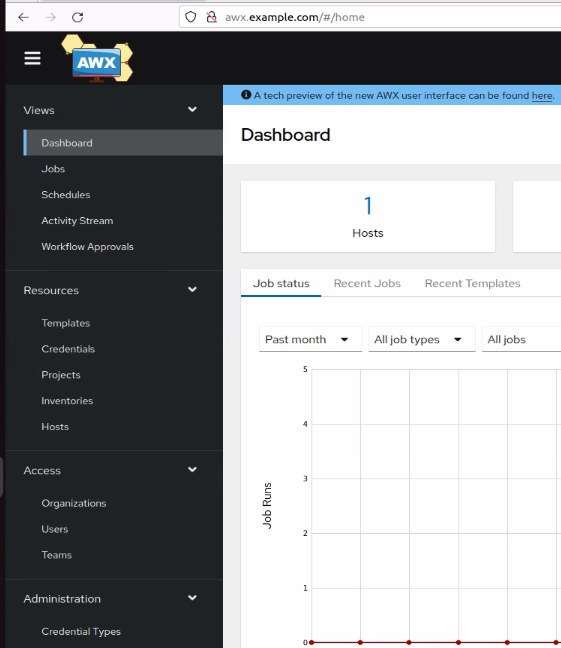 awx.example.com/#/home
AWX
A tech preview of the new AWX user interface can be found here.
Views
Dashboard
Jobs
Schedules
Activity Stream
Workflow Approvals
Resources
Templates
Credentials
Projects
Inventories
Hosts
Access
Organizations
Users
Teams
Administration
Credential Types
Dashboard
1
Hosts
Job status Recent Jobs Recent Templates
Past month All job types All jobs
Job Runs
5
4
3
2
1
0